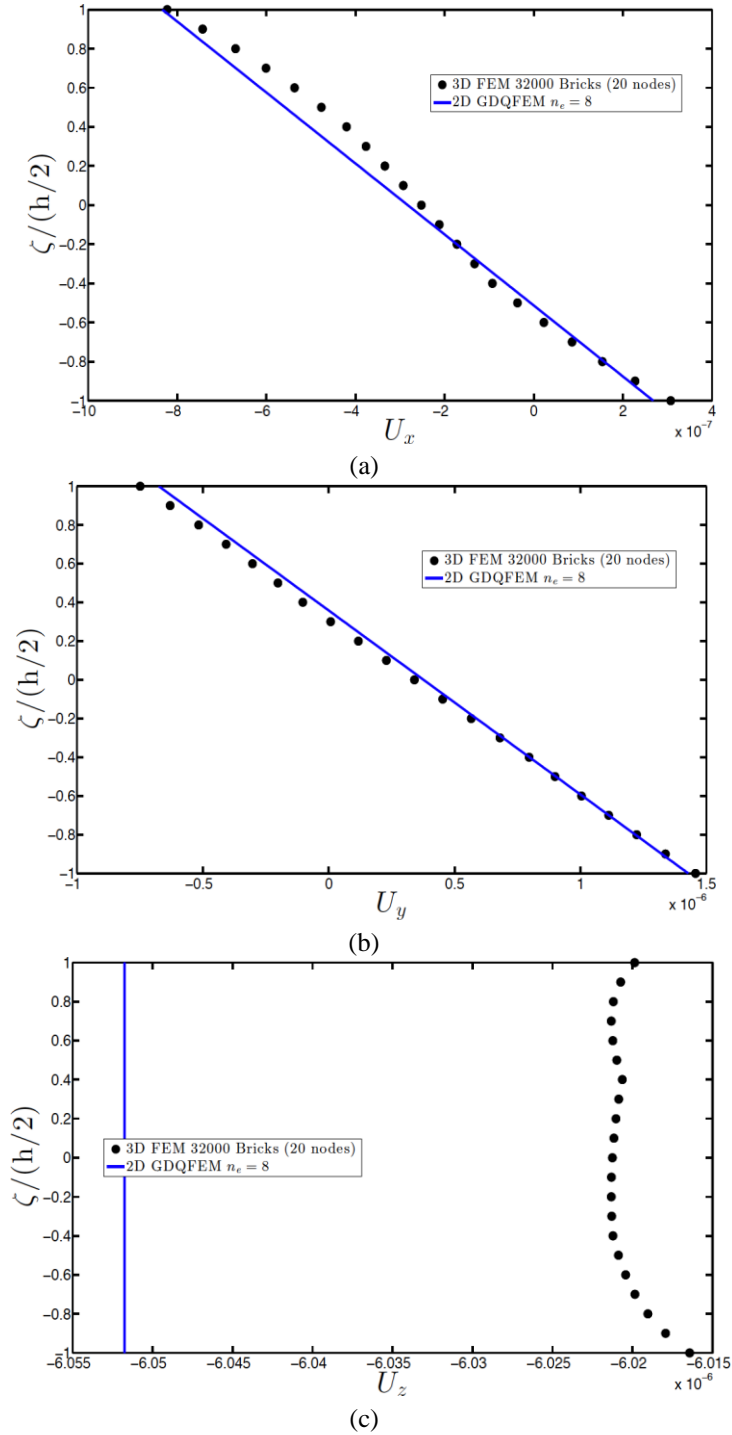 1
0.8
0.6
0.4
0.2
0
−0.2
−0.4
−0.6
−0.8
−1
ζ/(h/2)
3D FEM 32000 Bricks (20 nodes)
2D GDQFEM nₑ = 8
−10 −8 −6 −4 −2 0 2 4
Uₓ
x 10⁻⁷
(a)
1
0.8
0.6
0.4
0.2
0
−0.2
−0.4
−0.6
−0.8
−1
ζ/(h/2)
3D FEM 32000 Bricks (20 nodes)
2D GDQFEM nₑ = 8
−1 −0.5 0 0.5 1 1.5
U_y
x 10⁻⁶
(b)
1
0.8
0.6
0.4
0.2
0
−0.2
−0.4
−0.6
−0.8
−1
ζ/(h/2)
3D FEM 32000 Bricks (20 nodes)
2D GDQFEM nₑ = 8
−6.055 −6.05 −6.045 −6.04 −6.035 −6.03 −6.025 −6.02 −6.015
U_z
x 10⁻⁶
(c)